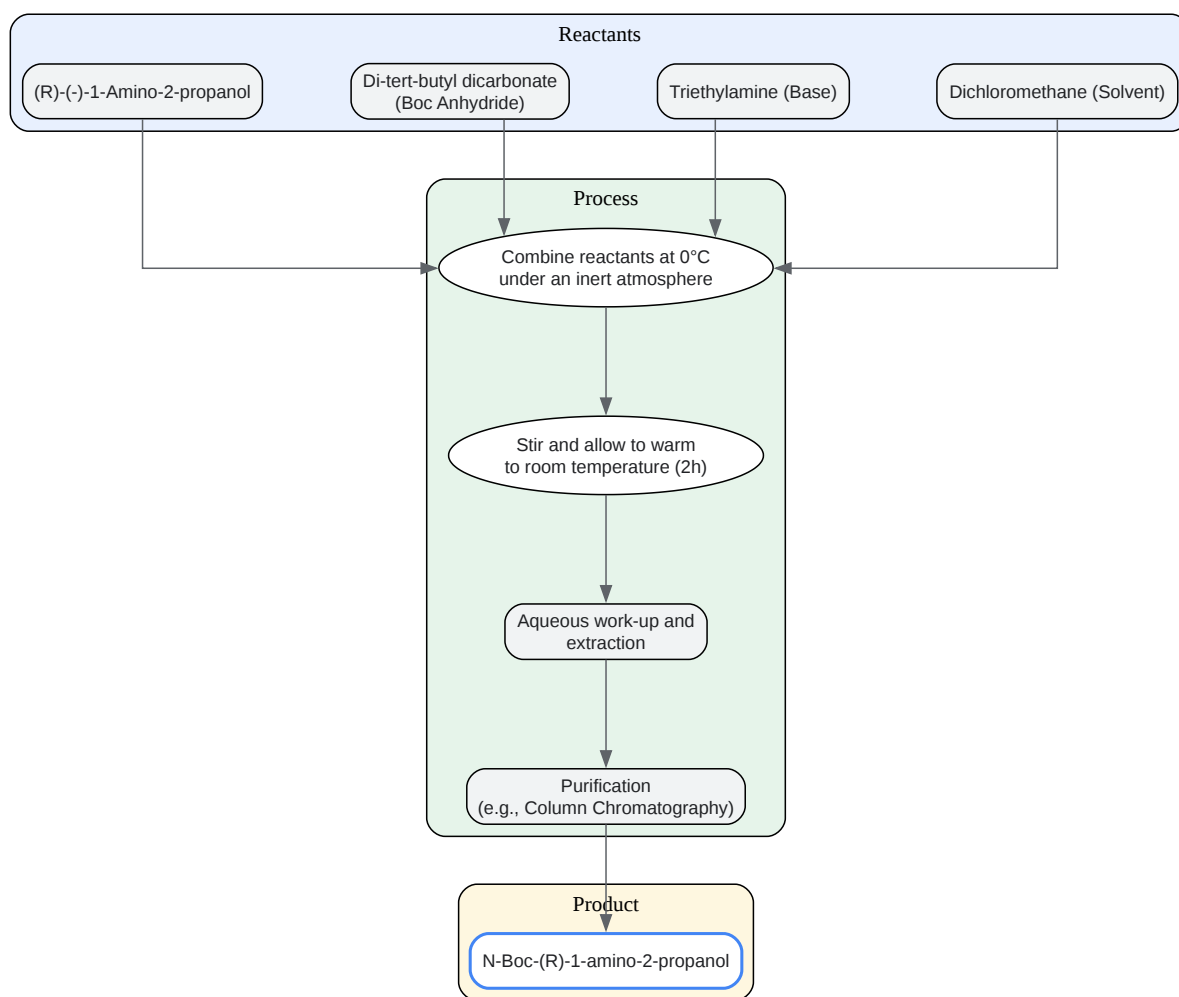 Reactants
(R)-(-)-1-Amino-2-propanol
Di-tert-butyl dicarbonate
(Boc Anhydride)
Triethylamine (Base)
Dichloromethane (Solvent)
Process
Combine reactants at 0°C
under an inert atmosphere
Stir and allow to warm
to room temperature (2h)
Aqueous work-up and
extraction
Purification
(e.g., Column Chromatography)
Product
N-Boc-(R)-1-amino-2-propanol